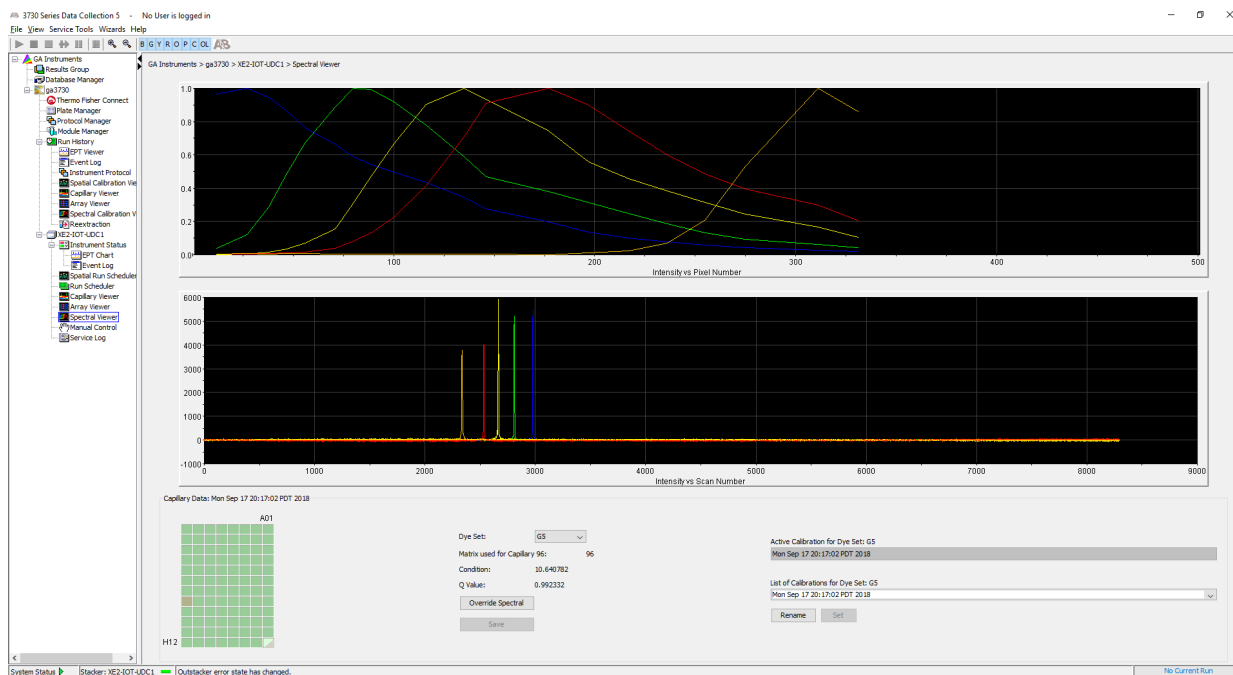 3730 Series Data Collection 5 - No User is logged in
File View Service Tools Wizards Help
B G Y R O P C OL AB
GA Instruments
Results Group
Database Manager
ga3730
Thermo Fisher Connect
Plate Manager
Protocol Manager
Module Manager
Run History
EPT Viewer
Event Log
Instrument Protocol
Spatial Calibration Vie
Capillary Viewer
Array Viewer
Spectral Calibration V
Reextraction
XE2-IOT-UDC1
Instrument Status
EPT Chart
Event Log
Spatial Run Scheduler
Run Scheduler
Capillary Viewer
Array Viewer
Spectral Viewer
Manual Control
Service Log
GA Instruments > ga3730 > XE2-IOT-UDC1 > Spectral Viewer
1.0
0.8
0.6
0.4
0.2
0.0
100 200 300 400 500
Intensity vs Pixel Number
6000
5000
4000
3000
2000
1000
0
-1000
0 1000 2000 3000 4000 5000 6000 7000 8000 9000
Intensity vs Scan Number
Capillary Data: Mon Sep 17 20:17:02 PDT 2018
A01
H12
Dye Set: G5
Matrix used for Capillary 96: 96
Condition: 10.640782
Q Value: 0.992332
Override Spectral
Save
Active Calibration for Dye Set: G5
Mon Sep 17 20:17:02 PDT 2018
List of Calibrations for Dye Set: G5
Mon Sep 17 20:17:02 PDT 2018
Rename Set
System Status Stacker: XE2-IOT-UDC1 Outstacker error state has changed. No Current Run